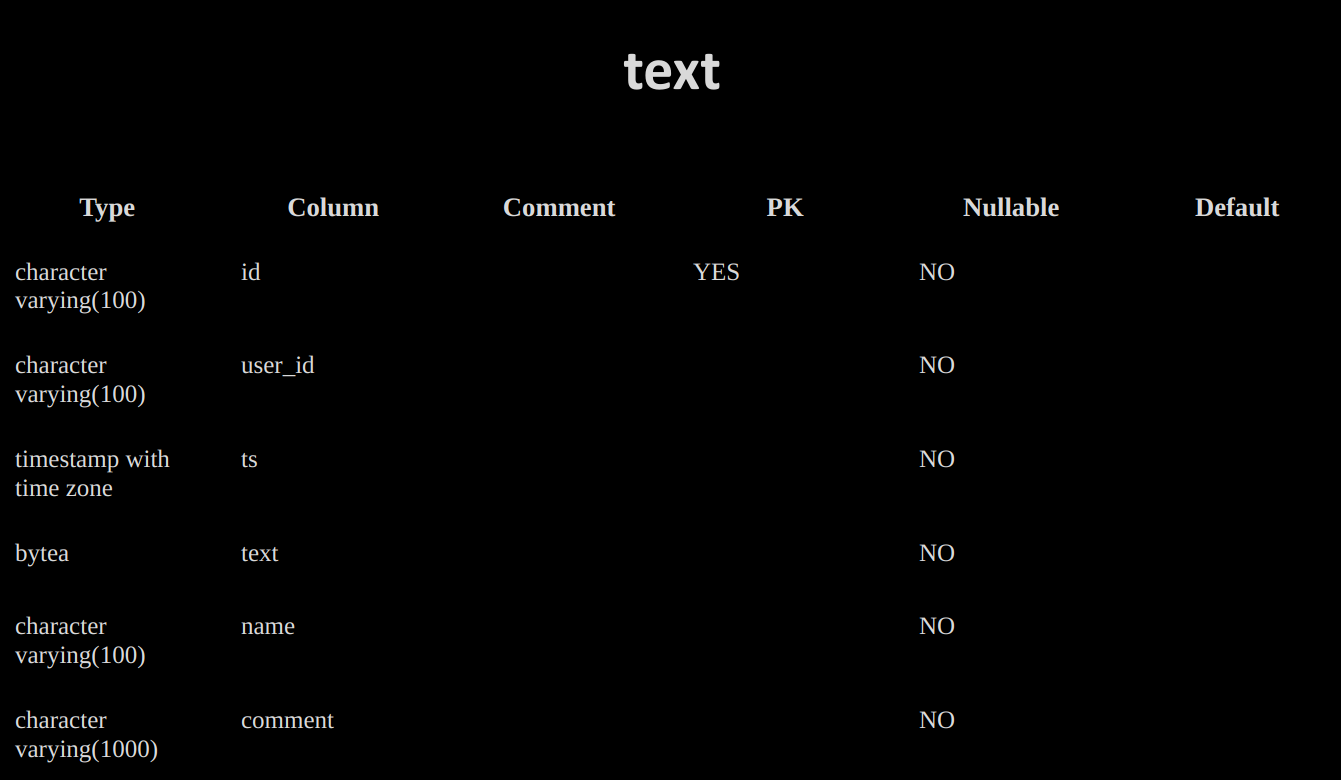 text
Type Column Comment PK Nullable Default
character id YES NO
varying(100)
character user_id NO
varying(100)
timestamp with ts NO
time zone
bytea text NO
character name NO
varying(100)
character comment NO
varying(1000)